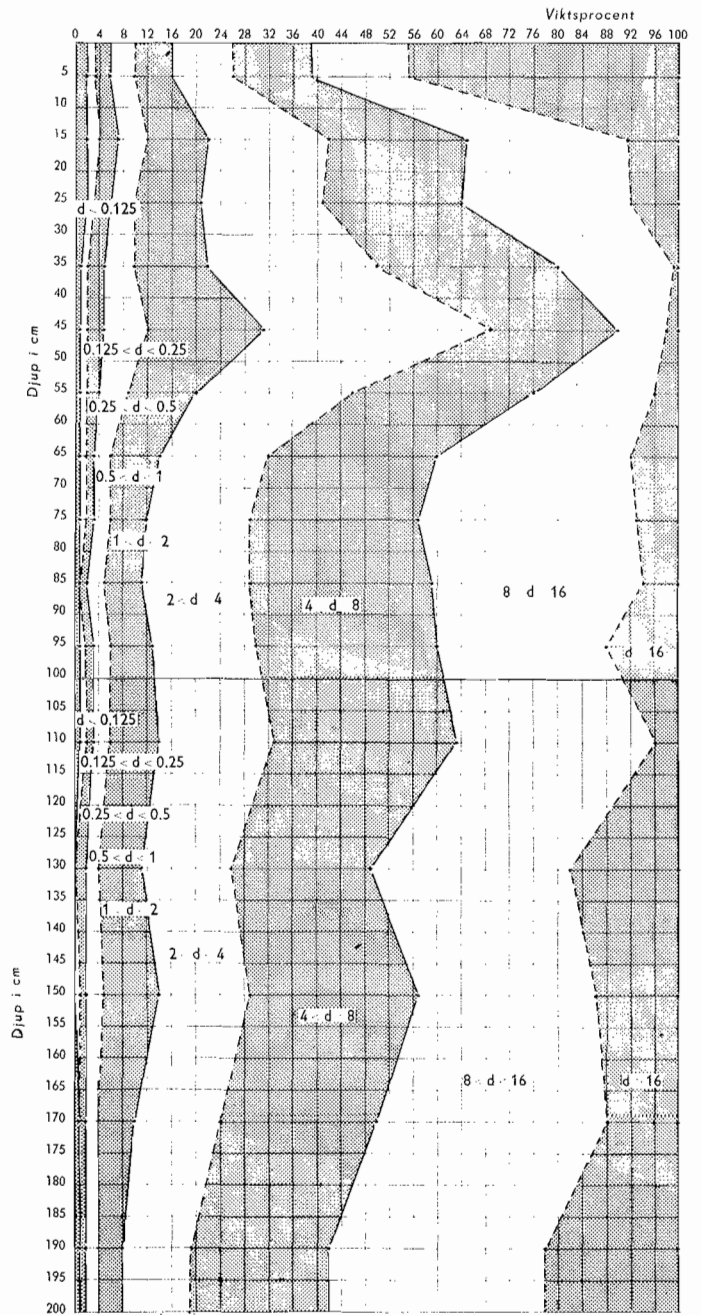 Viktsprocent
0 4 8 12 16 20 24 28 32 36 40 44 48 52 56 60 64 68 72 76 80 84 88 92 96 100
5
10
15
20
25
d < 0.125
30
35
40
45
0.125 < d < 0.25
50
55
0.25 < d < 0.5
60
65
0.5 < d < 1
70
75
1 < d < 2
80
85
2 < d < 4
4 d 8
8 d 16
90
95
d 16
100
105
d > 0.125
110
0.125 < d < 0.25
115
120
0.25 < d < 0.5
125
0.5 < d < 1
130
135
1 < d < 2
140
2 < d < 4
145
150
4 < d < 8
155
160
8 < d < 16
d > 16
165
170
175
180
185
190
195
200
Djup i cm
Djup i cm